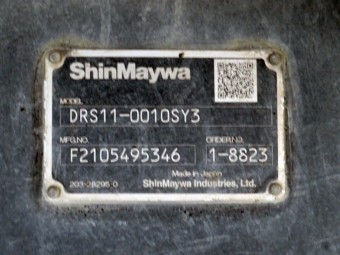 ShinMaywa
MODEL
DRS11-0010SY3
MFG.NO. ORDER NO.
F2105495346 1-8823
Made in Japan
203-28295 0 ShinMaywa Industries, Ltd.